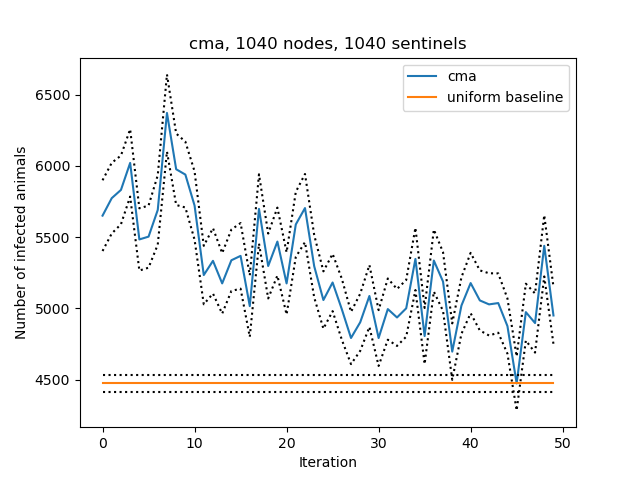 cma, 1040 nodes, 1040 sentinels
cma
uniform baseline
Number of infected animals
6500
6000
5500
5000
4500
0 10 20 30 40 50
Iteration